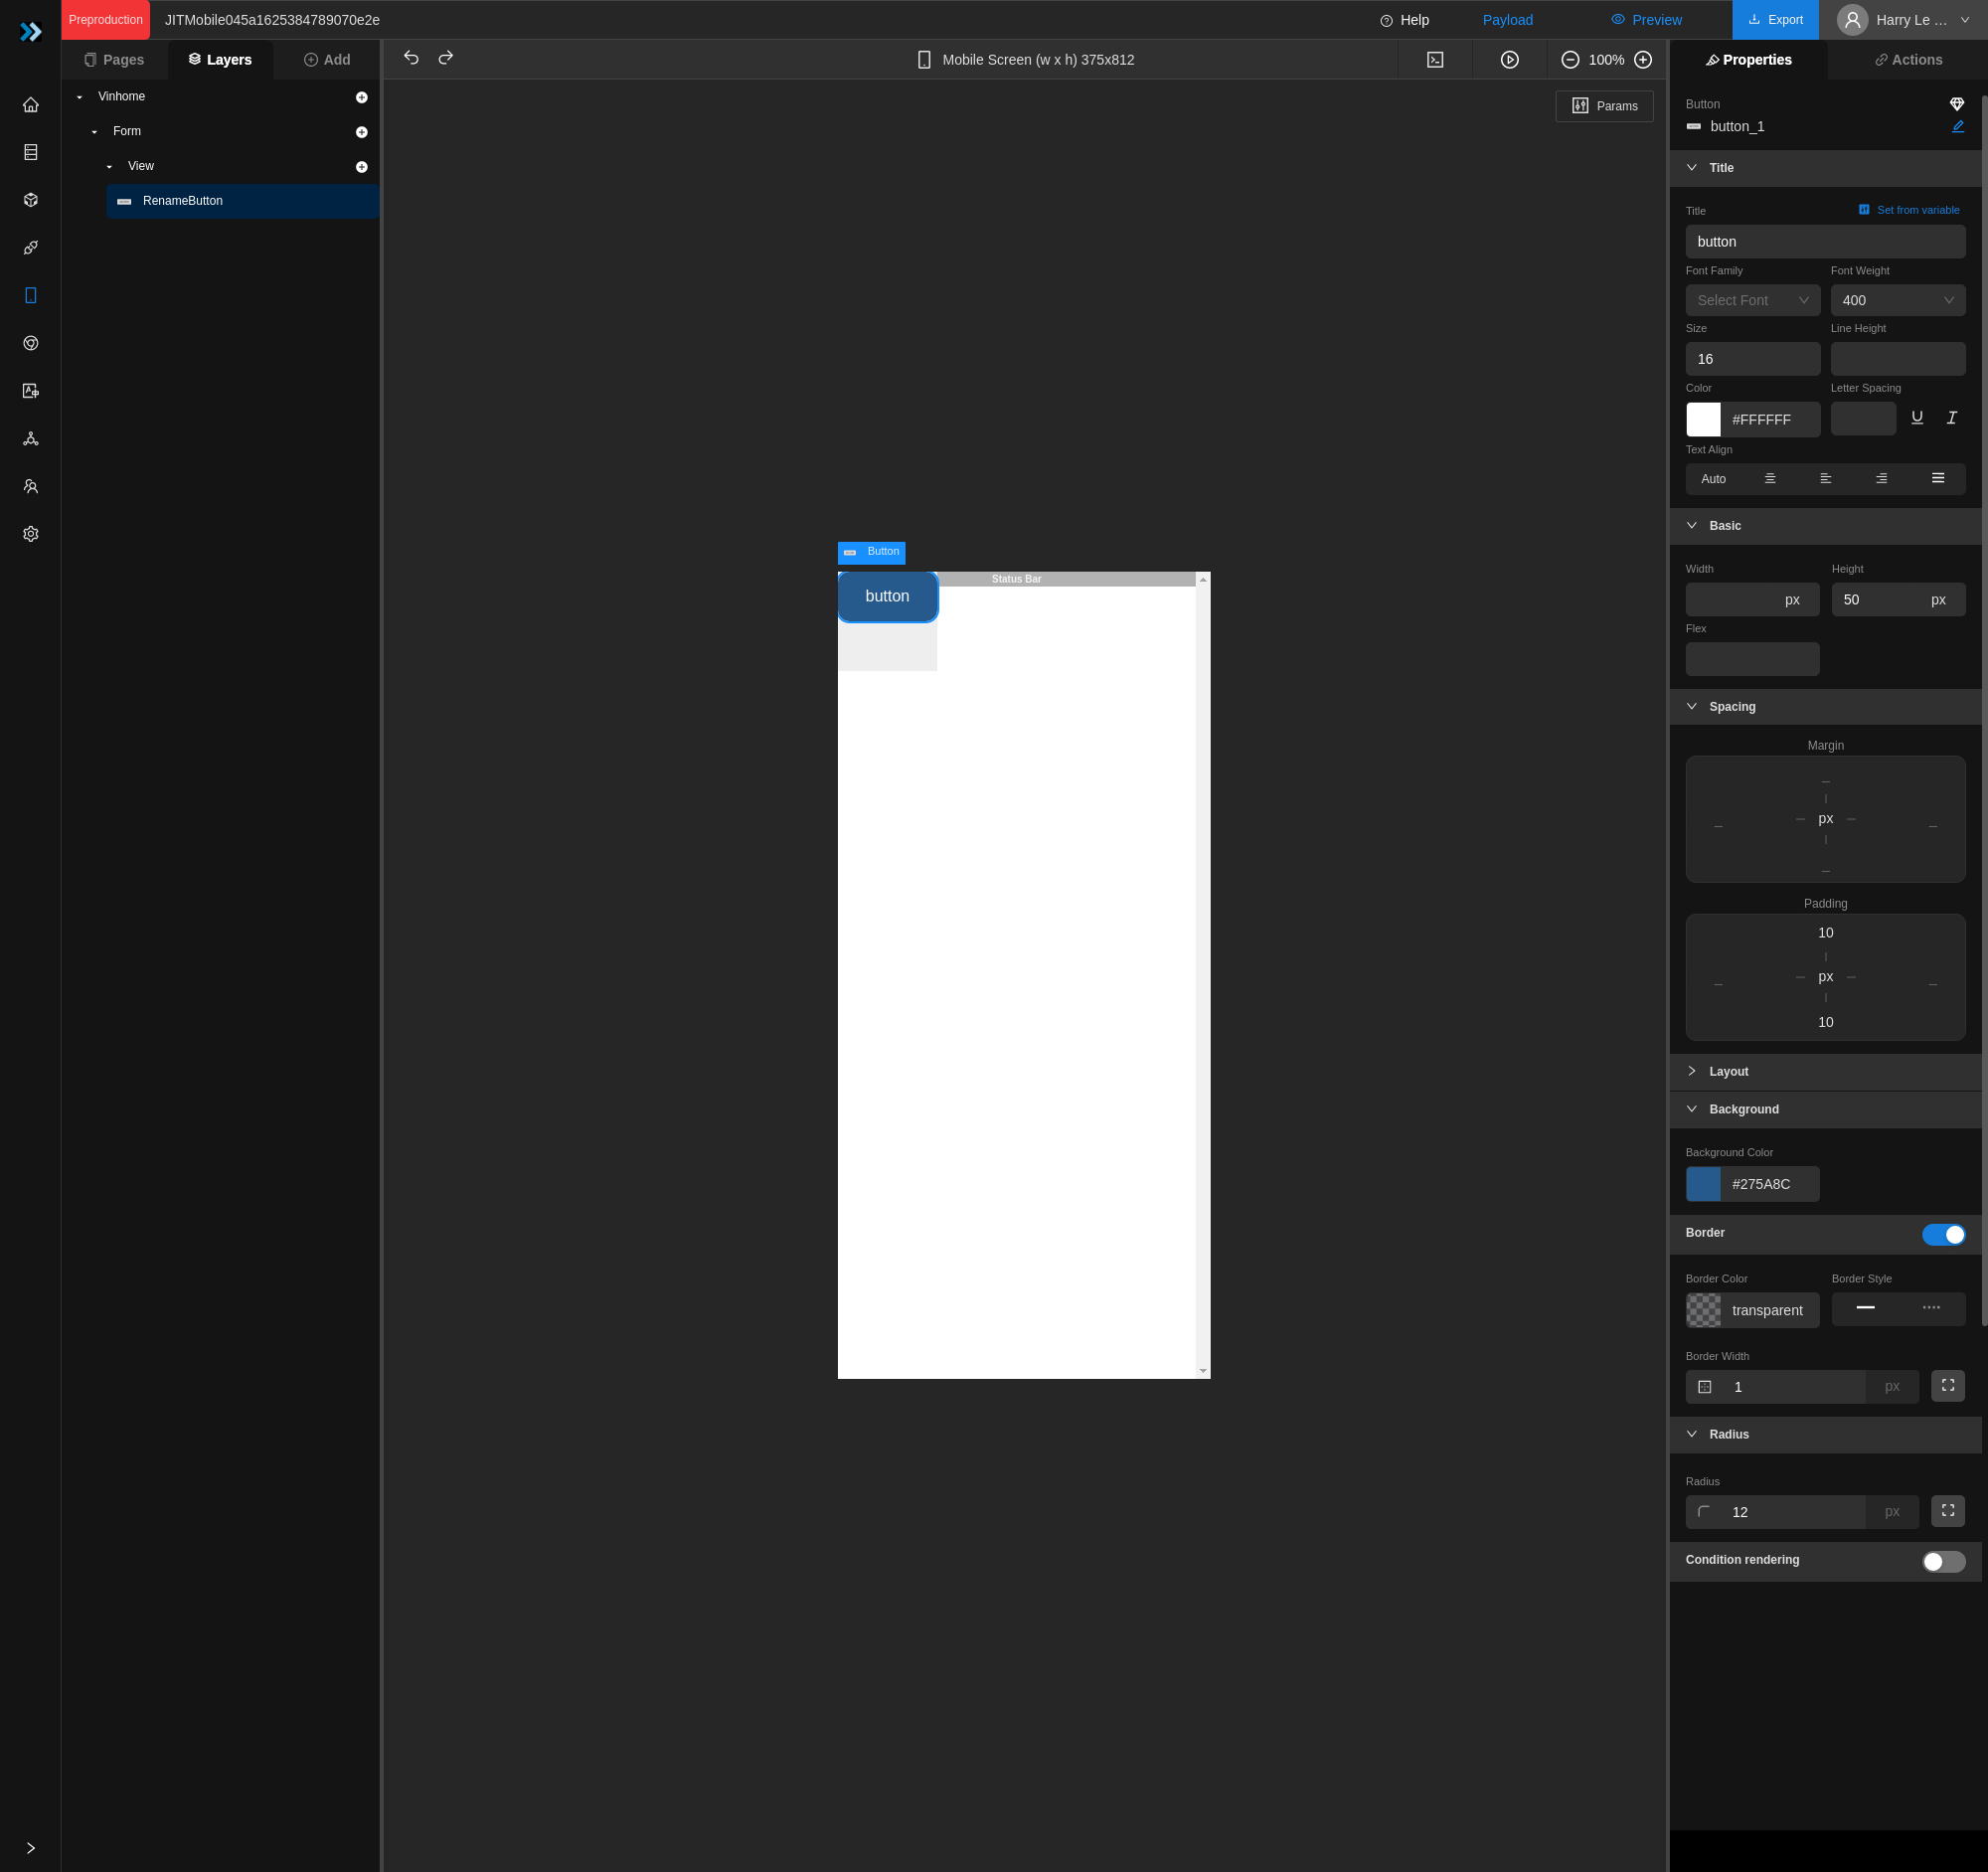 Preproduction JITMobile045a1625384789070e2e Help Payload Preview Export Harry Le ...
Pages Layers Add Mobile Screen (w x h) 375x812 100% Properties Actions
Vinhome
Form
View
RenameButton
Params
Button
button
Status Bar
Button
button_1
Title
Title Set from variable
button
Font Family Font Weight
Select Font 400
Size Line Height
16
Color Letter Spacing
#FFFFFF
Text Align
Auto
Basic
Width Height
px 50 px
Flex
Spacing
Margin
px
Padding
10
px
10
Layout
Background
Background Color
#275A8C
Border
Border Color Border Style
transparent
Border Width
1 px
Radius
Radius
12 px
Condition rendering